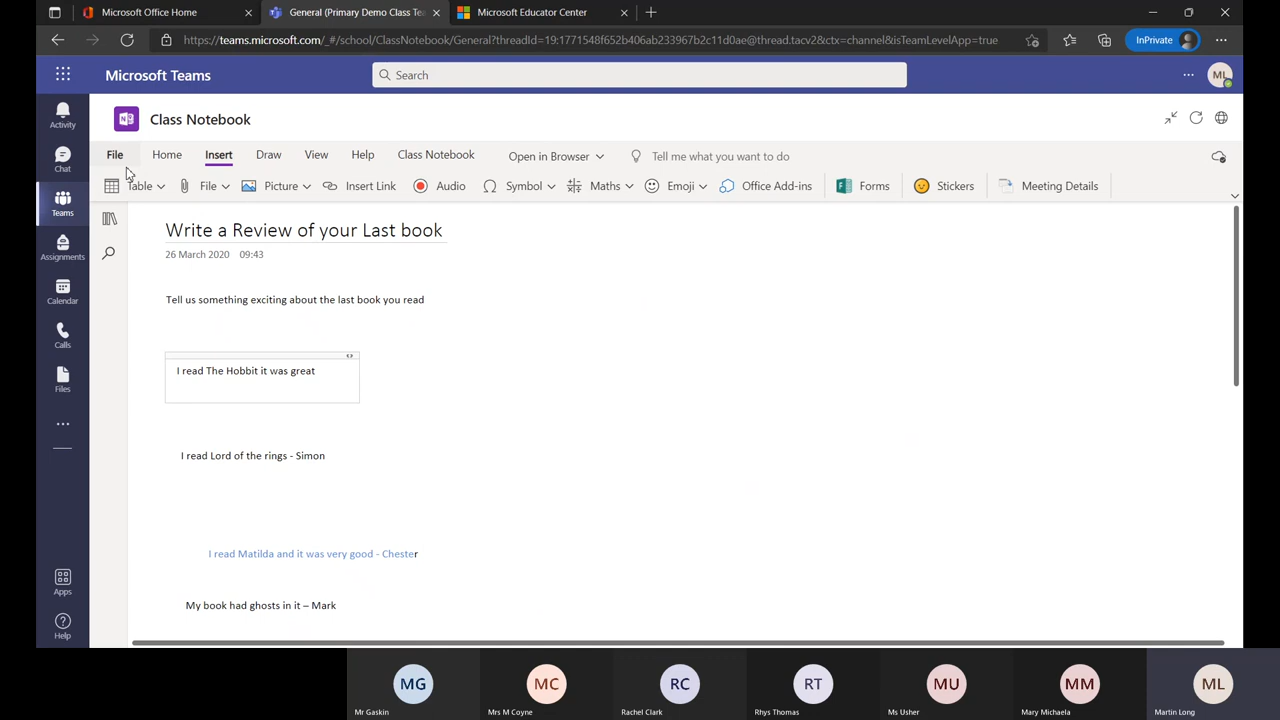 Microsoft Office Home
General (Primary Demo Class Tea
Microsoft Educator Center
https://teams.microsoft.com/_#/school/ClassNotebook/General?threadId=19:1771548f652b406ab233967b2c11d0ae@thread.tacv2&ctx=channel&isTeamLevelApp=true
InPrivate
Microsoft Teams
Search
ML
Class Notebook
File Home Insert Draw View Help Class Notebook Open in Browser Tell me what you want to do
Table File Picture Insert Link Audio Symbol Maths Emoji Office Add-ins Forms Stickers Meeting Details
Activity
Chat
Teams
Assignments
Calendar
Calls
Files
Apps
Help
Write a Review of your Last book
26 March 2020 09:43
Tell us something exciting about the last book you read
I read The Hobbit it was great
I read Lord of the rings - Simon
I read Matilda and it was very good - Chester
My book had ghosts in it – Mark
MG MC RC RT MU MM ML
Mr Gaskin Mrs M Coyne Rachel Clark Rhys Thomas Ms Usher Mary Michaela Martin Long